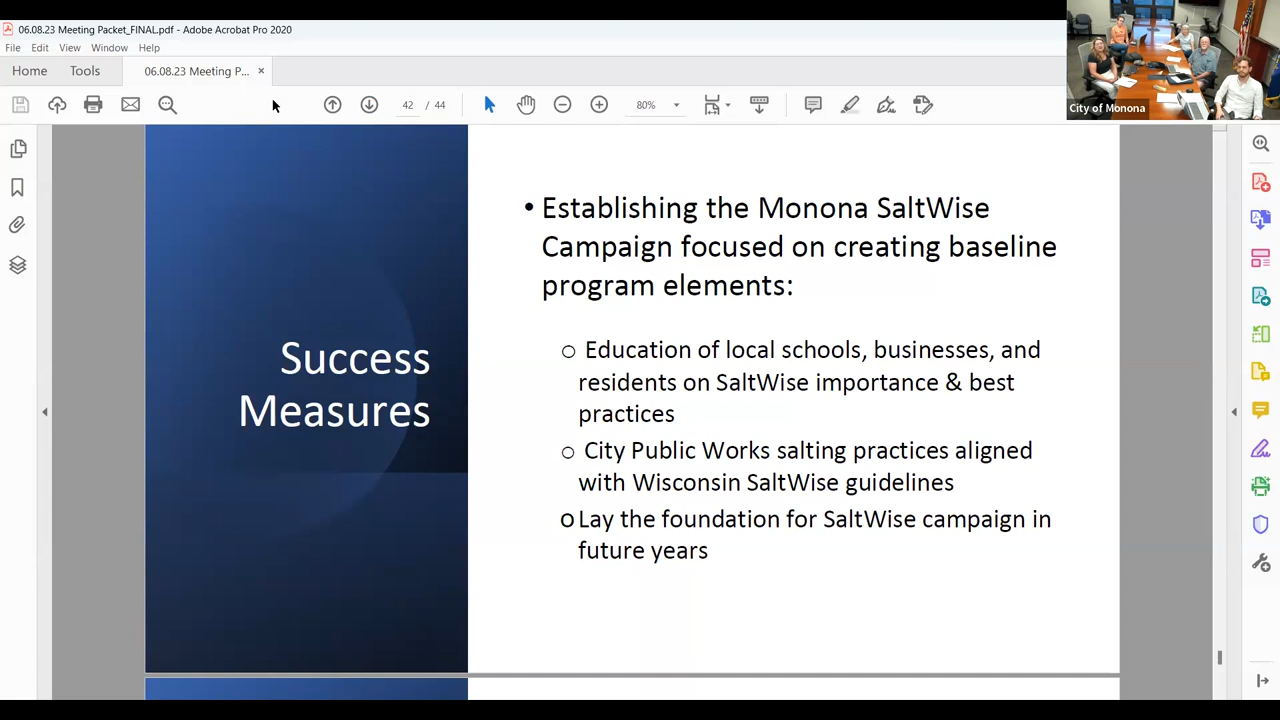 06.08.23 Meeting Packet_FINAL.pdf - Adobe Acrobat Pro 2020
File Edit View Window Help
Home Tools 06.08.23 Meeting P... ×
42 / 44 80%
City of Monona
Success
Measures
• Establishing the Monona SaltWise
Campaign focused on creating baseline
program elements:
o Education of local schools, businesses, and
residents on SaltWise importance & best
practices
o City Public Works salting practices aligned
with Wisconsin SaltWise guidelines
o Lay the foundation for SaltWise campaign in
future years